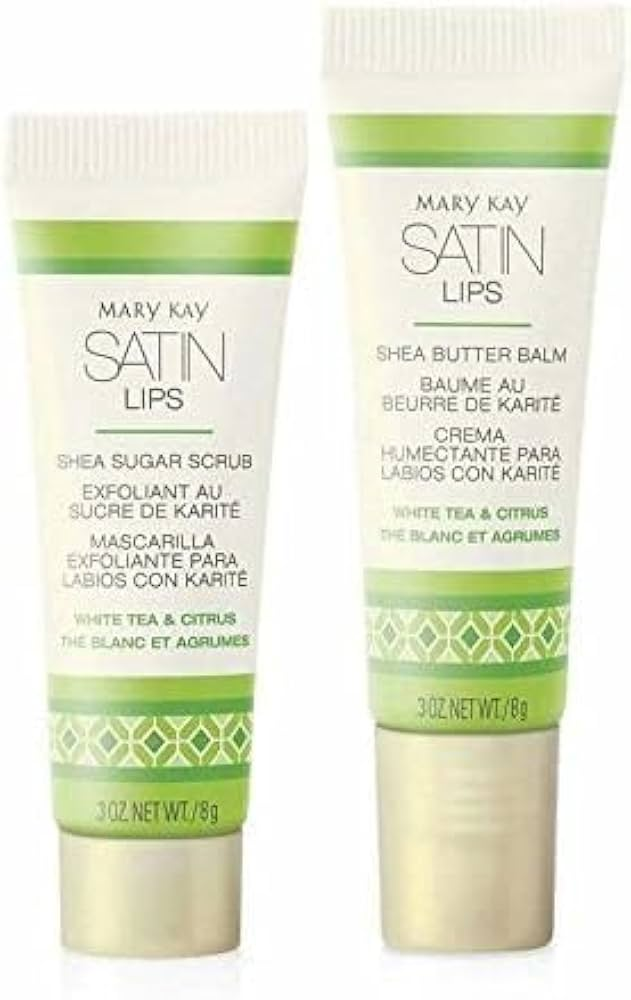 MARY KAY
SATIN
LIPS
SHEA SUGAR SCRUB
EXFOLIANT AU
SUCRE DE KARITÉ
MASCARILLA
EXFOLIANTE PARA
LABIOS CON KARITÉ
WHITE TEA & CITRUS
THÉ BLANC ET AGRUMES
.3 OZ. NET WT./8g
MARY KAY
SATIN
LIPS
SHEA BUTTER BALM
BAUME AU
BEURRE DE KARITÉ
CREMA
HUMECTANTE PARA
LABIOS CON KARITÉ
WHITE TEA & CITRUS
THÉ BLANC ET AGRUMES
.3 OZ. NET WT./8g